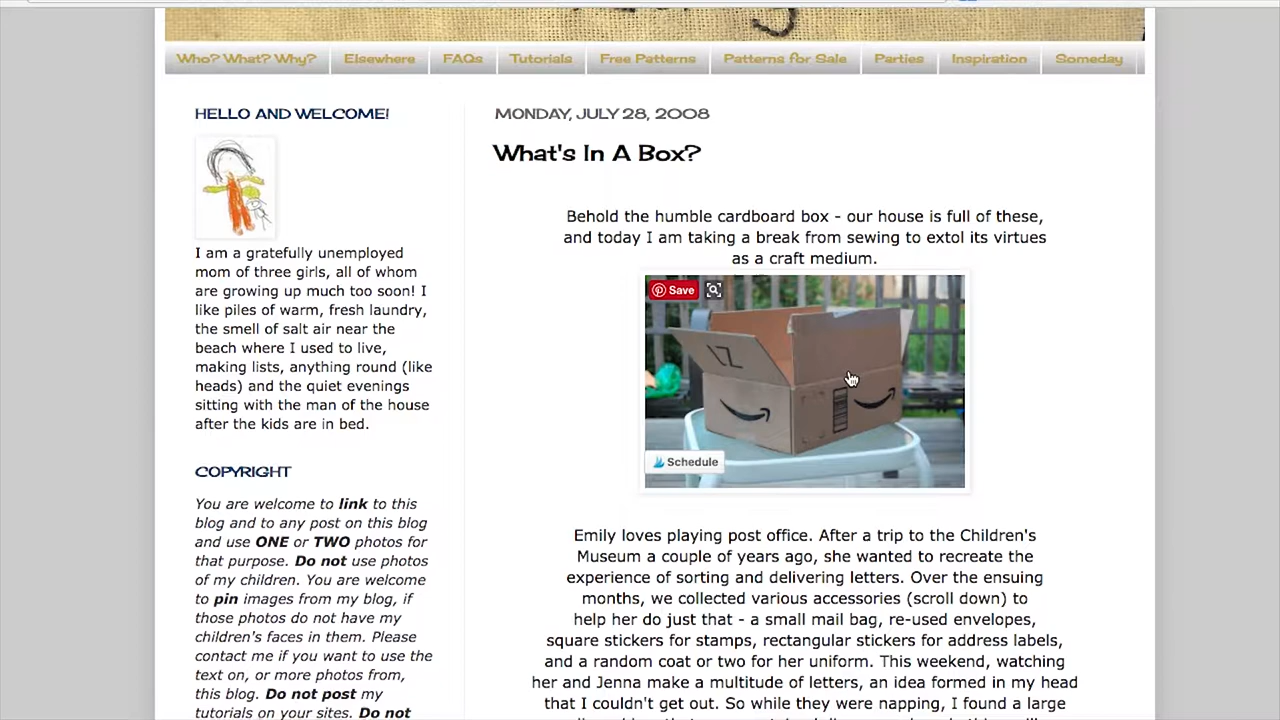 Who? What? Why?
Elsewhere
FAQs
Tutorials
Free Patterns
Patterns for Sale
Parties
Inspiration
Someday
HELLO AND WELCOME!
I am a gratefully unemployed
mom of three girls, all of whom
are growing up much too soon! I
like piles of warm, fresh laundry,
the smell of salt air near the
beach where I used to live,
making lists, anything round (like
heads) and the quiet evenings
sitting with the man of the house
after the kids are in bed.
COPYRIGHT
You are welcome to link to this
blog and to any post on this blog
and use ONE or TWO photos for
that purpose. Do not use photos
of my children. You are welcome
to pin images from my blog, if
those photos do not have my
children's faces in them. Please
contact me if you want to use the
text on, or more photos from,
this blog. Do not post my
tutorials on your sites. Do not
MONDAY, JULY 28, 2008
What's In A Box?
Behold the humble cardboard box - our house is full of these,
and today I am taking a break from sewing to extol its virtues
as a craft medium.
Save
Schedule
Emily loves playing post office. After a trip to the Children's
Museum a couple of years ago, she wanted to recreate the
experience of sorting and delivering letters. Over the ensuing
months, we collected various accessories (scroll down) to
help her do just that - a small mail bag, re-used envelopes,
square stickers for stamps, rectangular stickers for address labels,
and a random coat or two for her uniform. This weekend, watching
her and Jenna make a multitude of letters, an idea formed in my head
that I couldn't get out. So while they were napping, I found a large